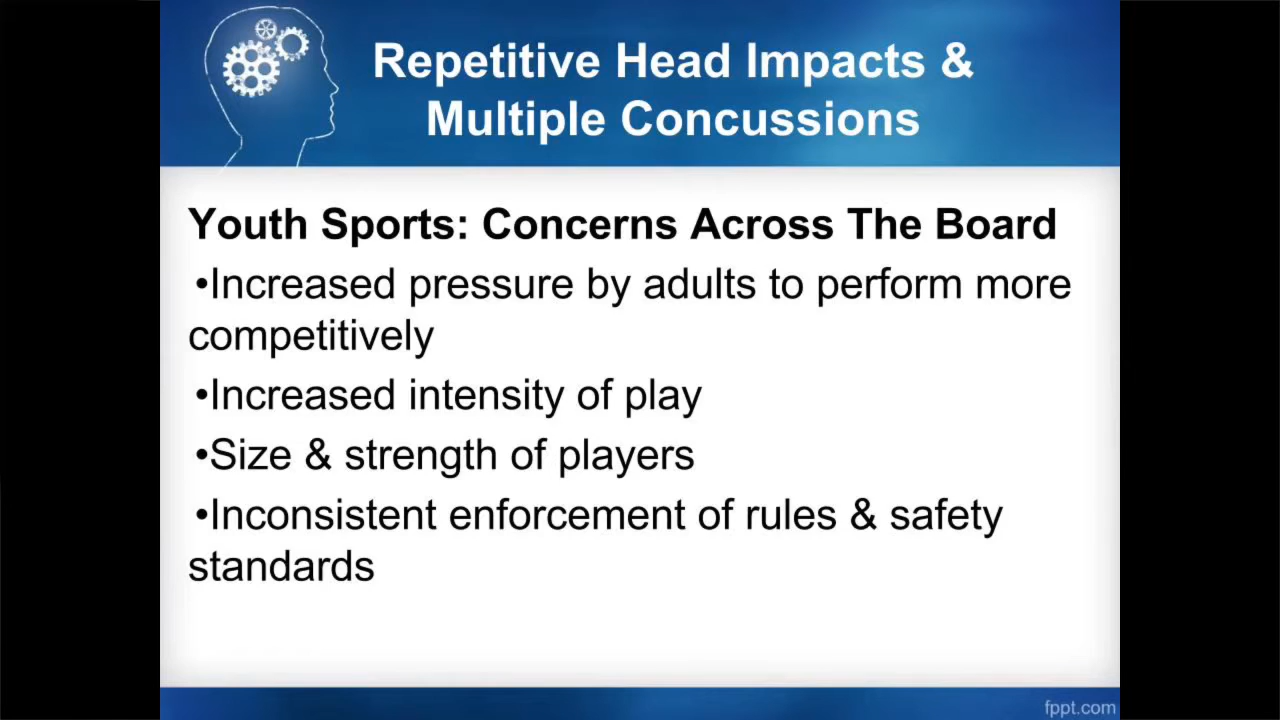 Repetitive Head Impacts &
Multiple Concussions
Youth Sports: Concerns Across The Board
•Increased pressure by adults to perform more
competitively
•Increased intensity of play
•Size & strength of players
•Inconsistent enforcement of rules & safety
standards
fppt.com